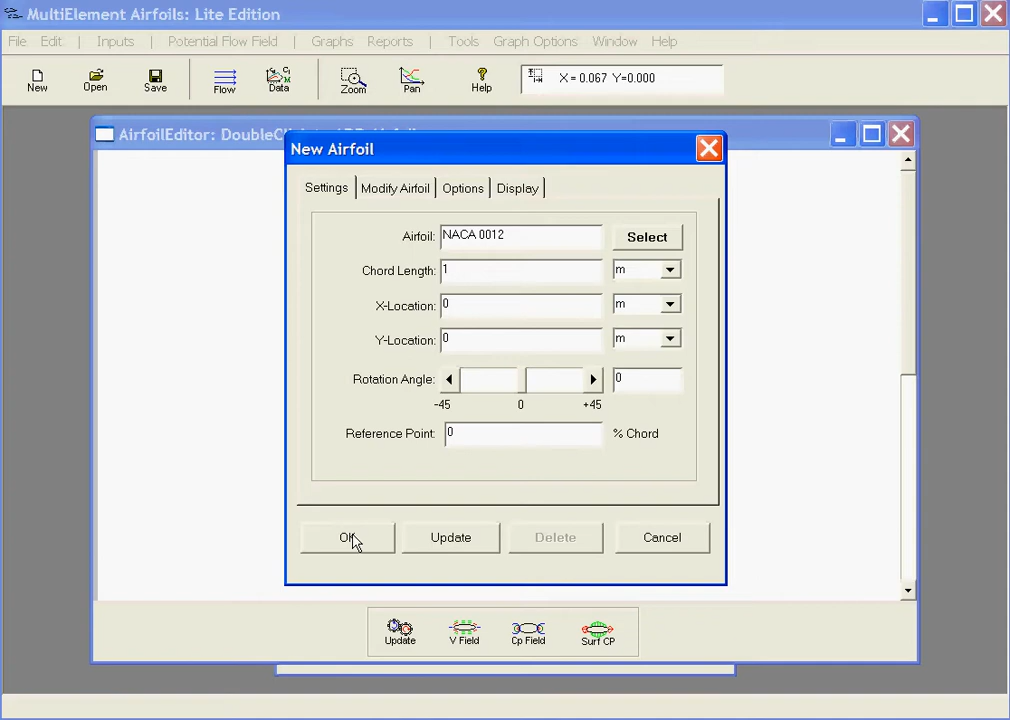 MultiElement Airfoils: Lite Edition
File Edit Inputs Potential Flow Field Graphs Reports Tools Graph Options Window Help
New Open Save Flow Data Zoom Pan Help X = 0.067 Y=0.000
AirfoilEditor:
New Airfoil
Settings Modify Airfoil Options Display
Airfoil: NACA 0012 Select
Chord Length: 1 m
X-Location: 0 m
Y-Location: 0 m
Rotation Angle: 0
-45 0 +45
Reference Point: 0 % Chord
OK Update Delete Cancel
Update V Field Cp Field Surf CP